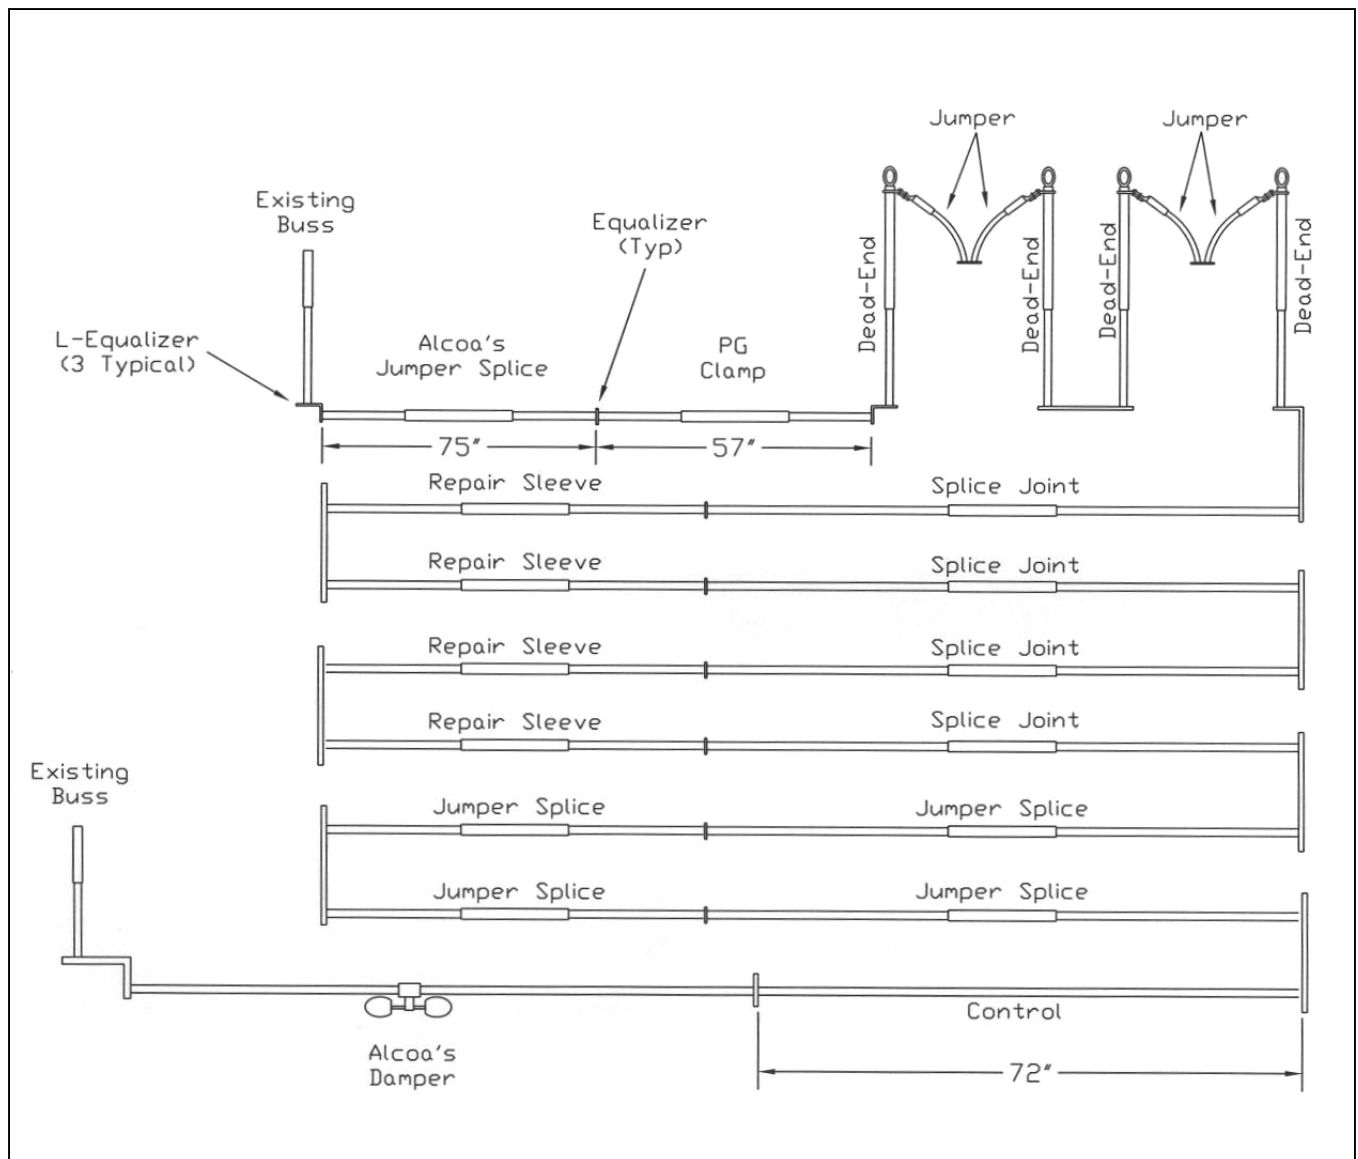 Jumper
Jumper
Existing
Buss
Equalizer
(Typ)
Dead-End
Dead-End
Dead-End
Dead-End
L-Equalizer
(3 Typical)
Alcoa's
Jumper Splice
PG
Clamp
75"
57"
Repair Sleeve
Splice Joint
Repair Sleeve
Splice Joint
Repair Sleeve
Splice Joint
Repair Sleeve
Splice Joint
Existing
Buss
Jumper Splice
Jumper Splice
Jumper Splice
Jumper Splice
Control
Alcoa's
Damper
72"